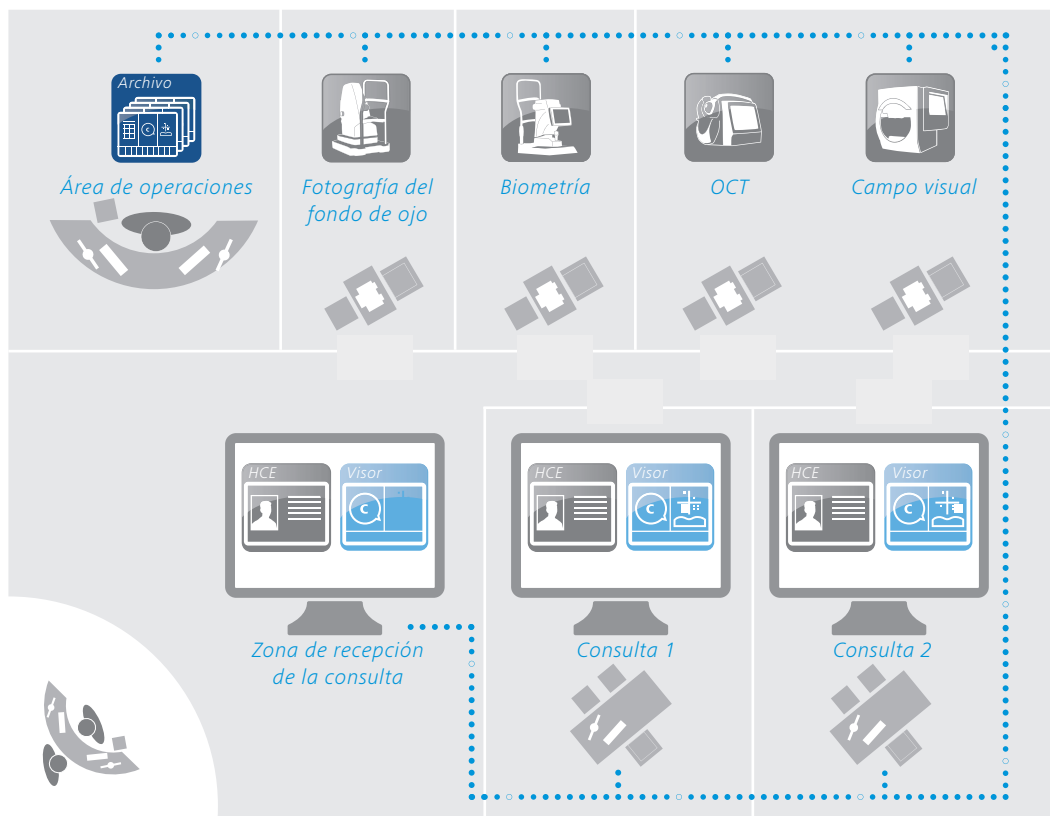 Archivo
Área de operaciones
Fotografía del
fondo de ojo
Biometría
OCT
Campo visual
HCE
Visor
C
HCE
Visor
C
HCE
Visor
C
Zona de recepción
de la consulta
Consulta 1
Consulta 2